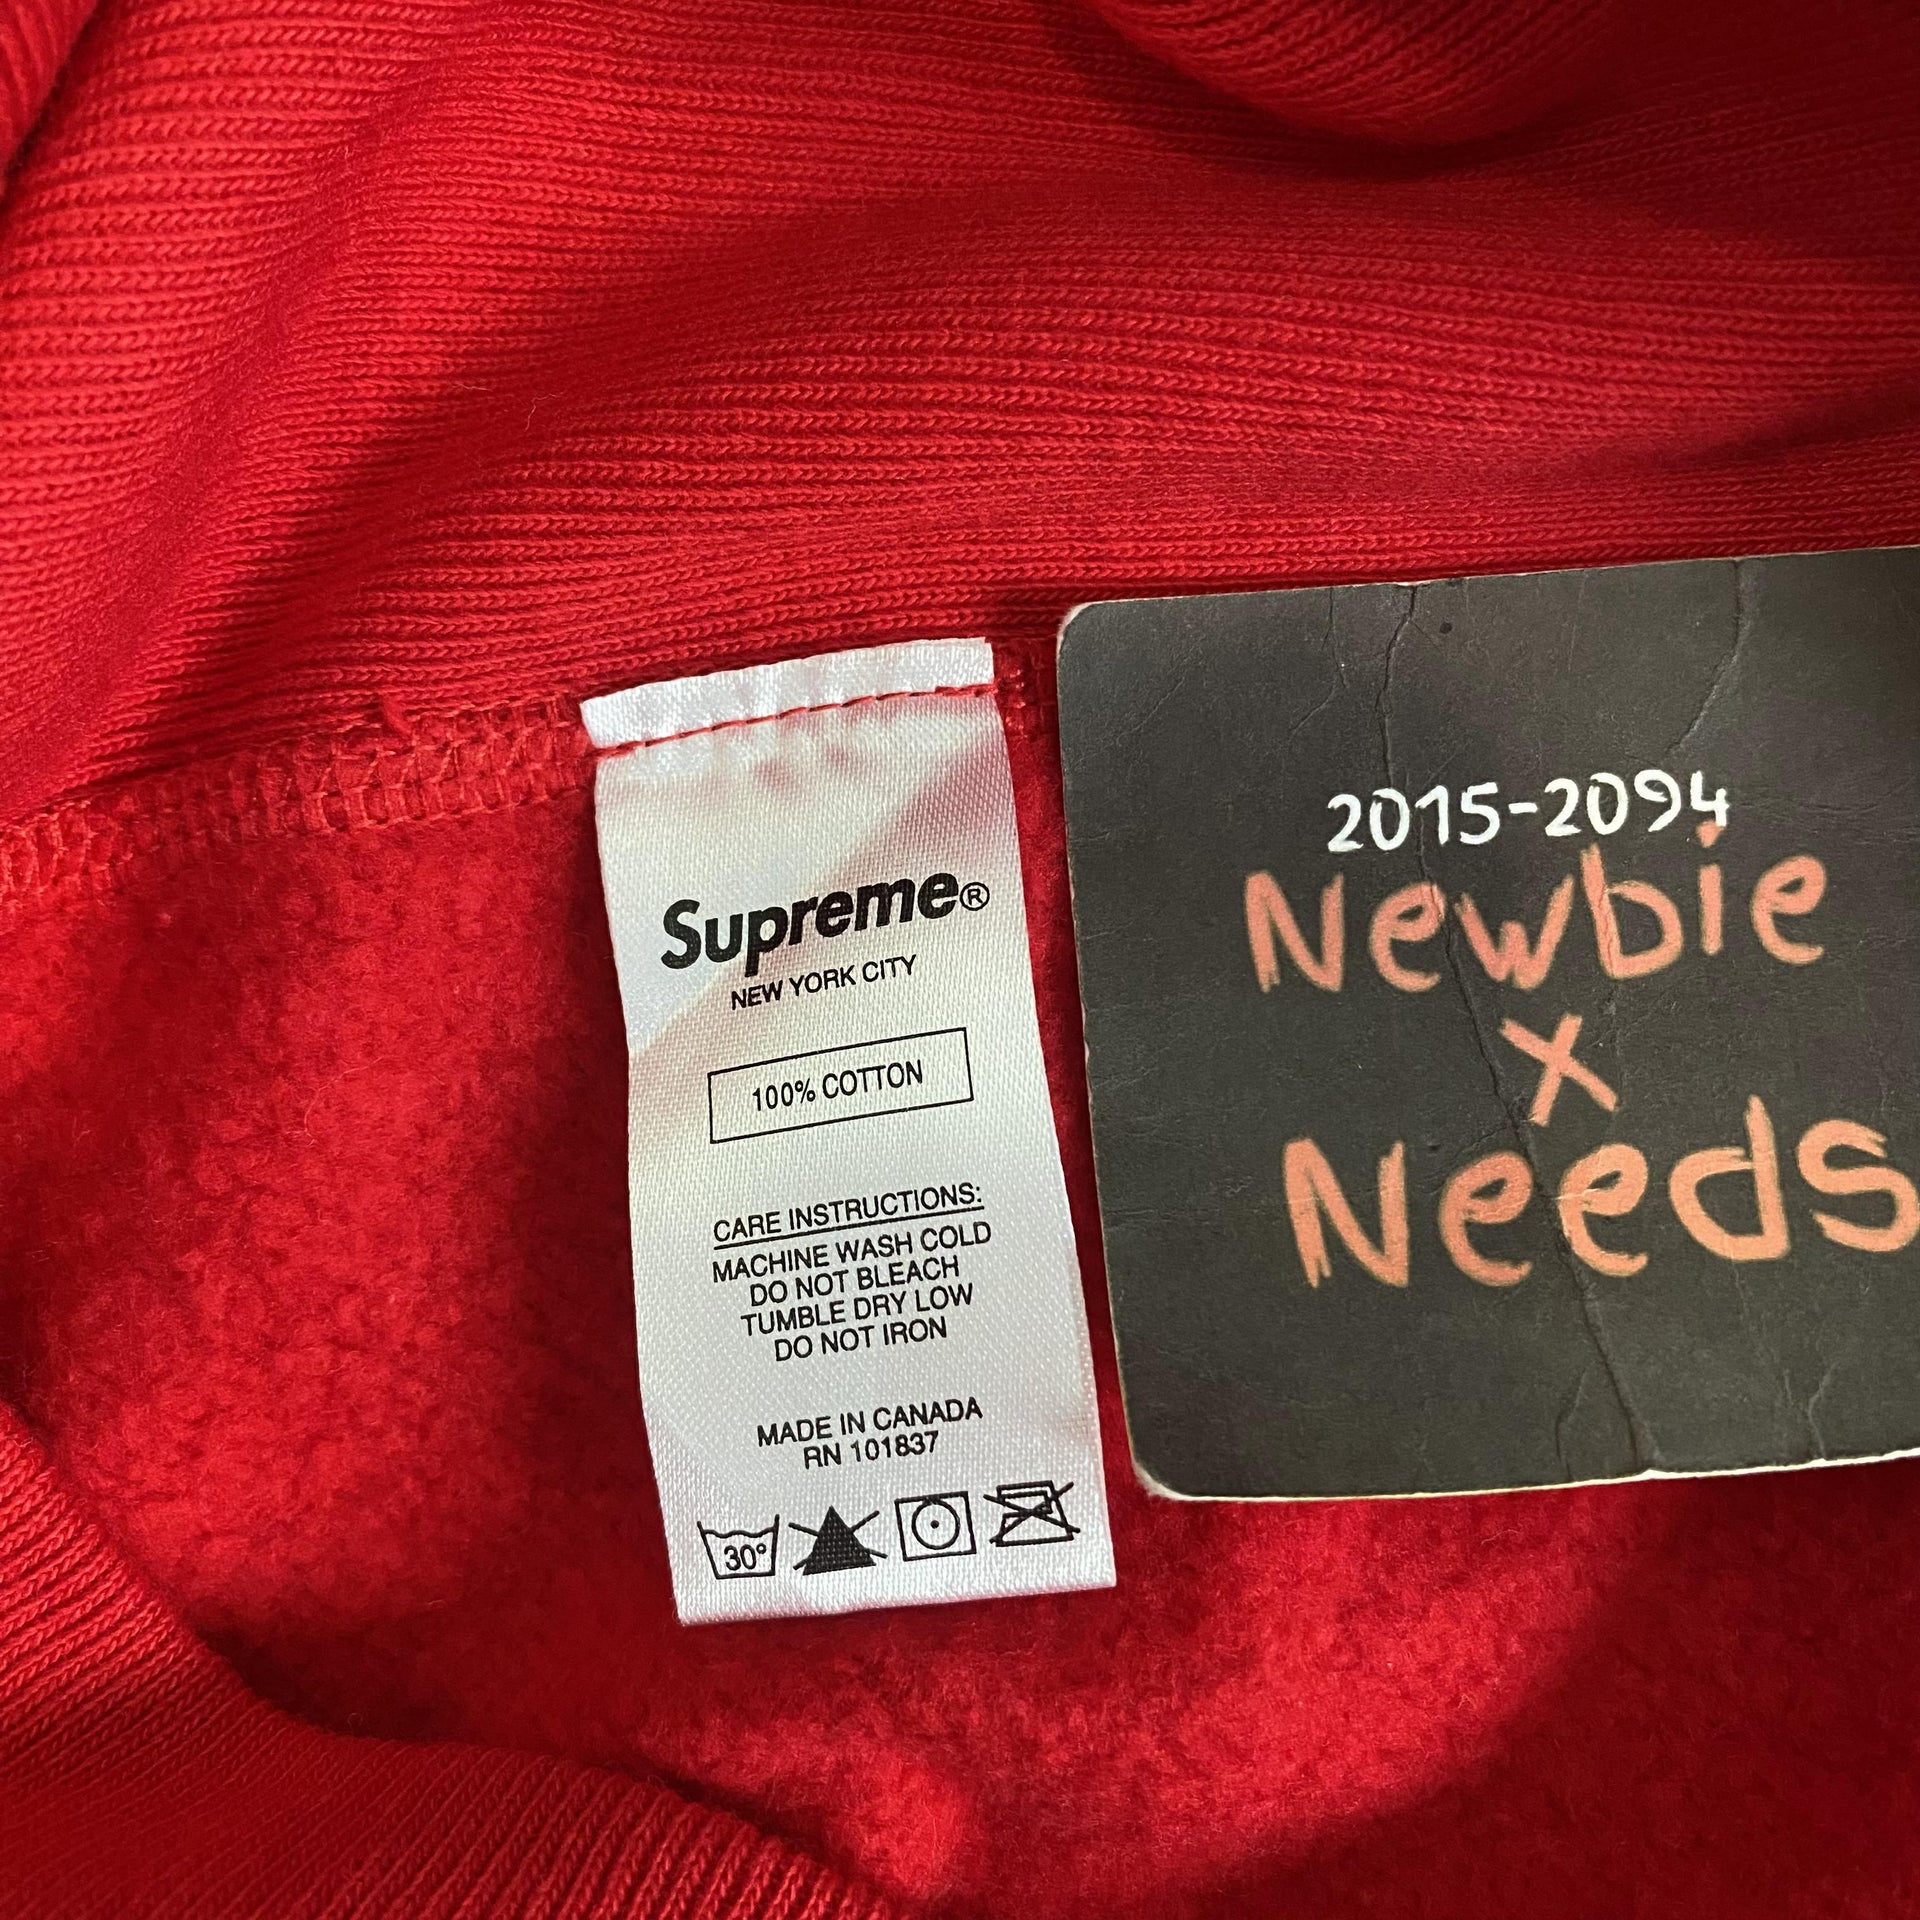 Supreme®
NEW YORK CITY
100% COTTON
CARE INSTRUCTIONS:
MACHINE WASH COLD
DO NOT BLEACH
TUMBLE DRY LOW
DO NOT IRON
MADE IN CANADA
RN 101837
30°
2015-2094
Newbie
x
Needs